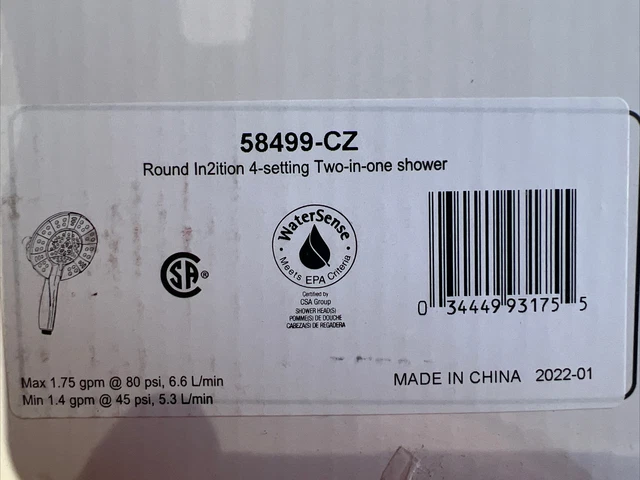 58499-CZ
Round In2ition 4-setting Two-in-one shower
SA®
WaterSense
Meets EPA Criteria
Certified by
CSA Group
SHOWER HEAD(S)
POMME(S) DE DOUCHE
CABEZA(S) DE REGADERA
0 34449 93175 5
Max 1.75 gpm @ 80 psi, 6.6 L/min
Min 1.4 gpm @ 45 psi, 5.3 L/min
MADE IN CHINA 2022-01